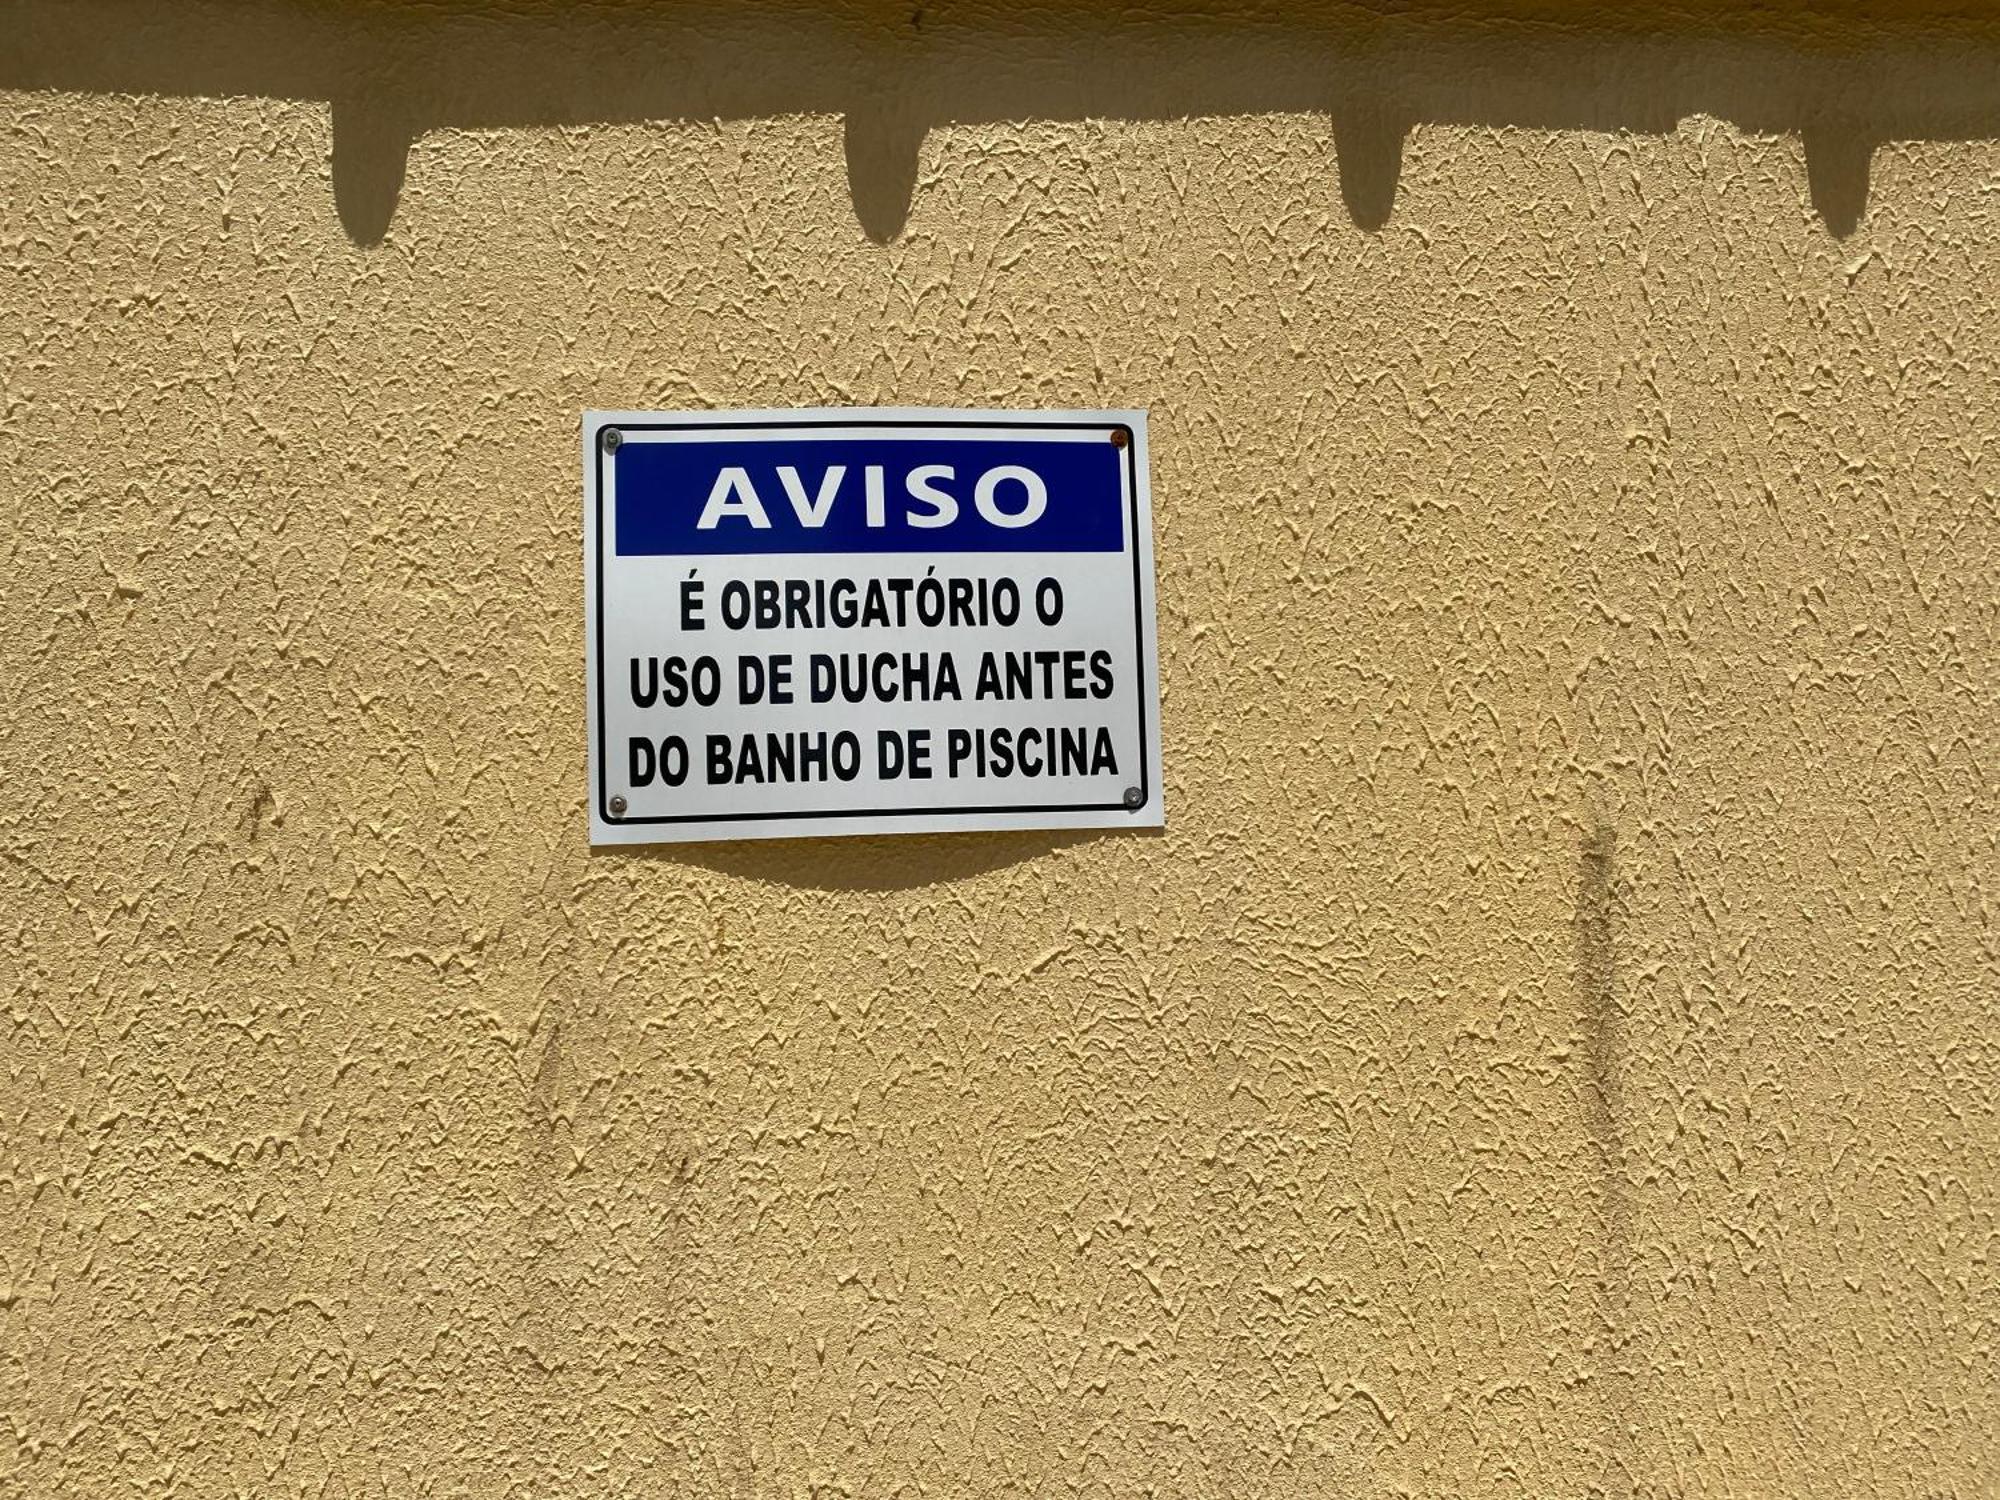 AVISO
É OBRIGATÓRIO O
USO DE DUCHA ANTES
DO BANHO DE PISCINA